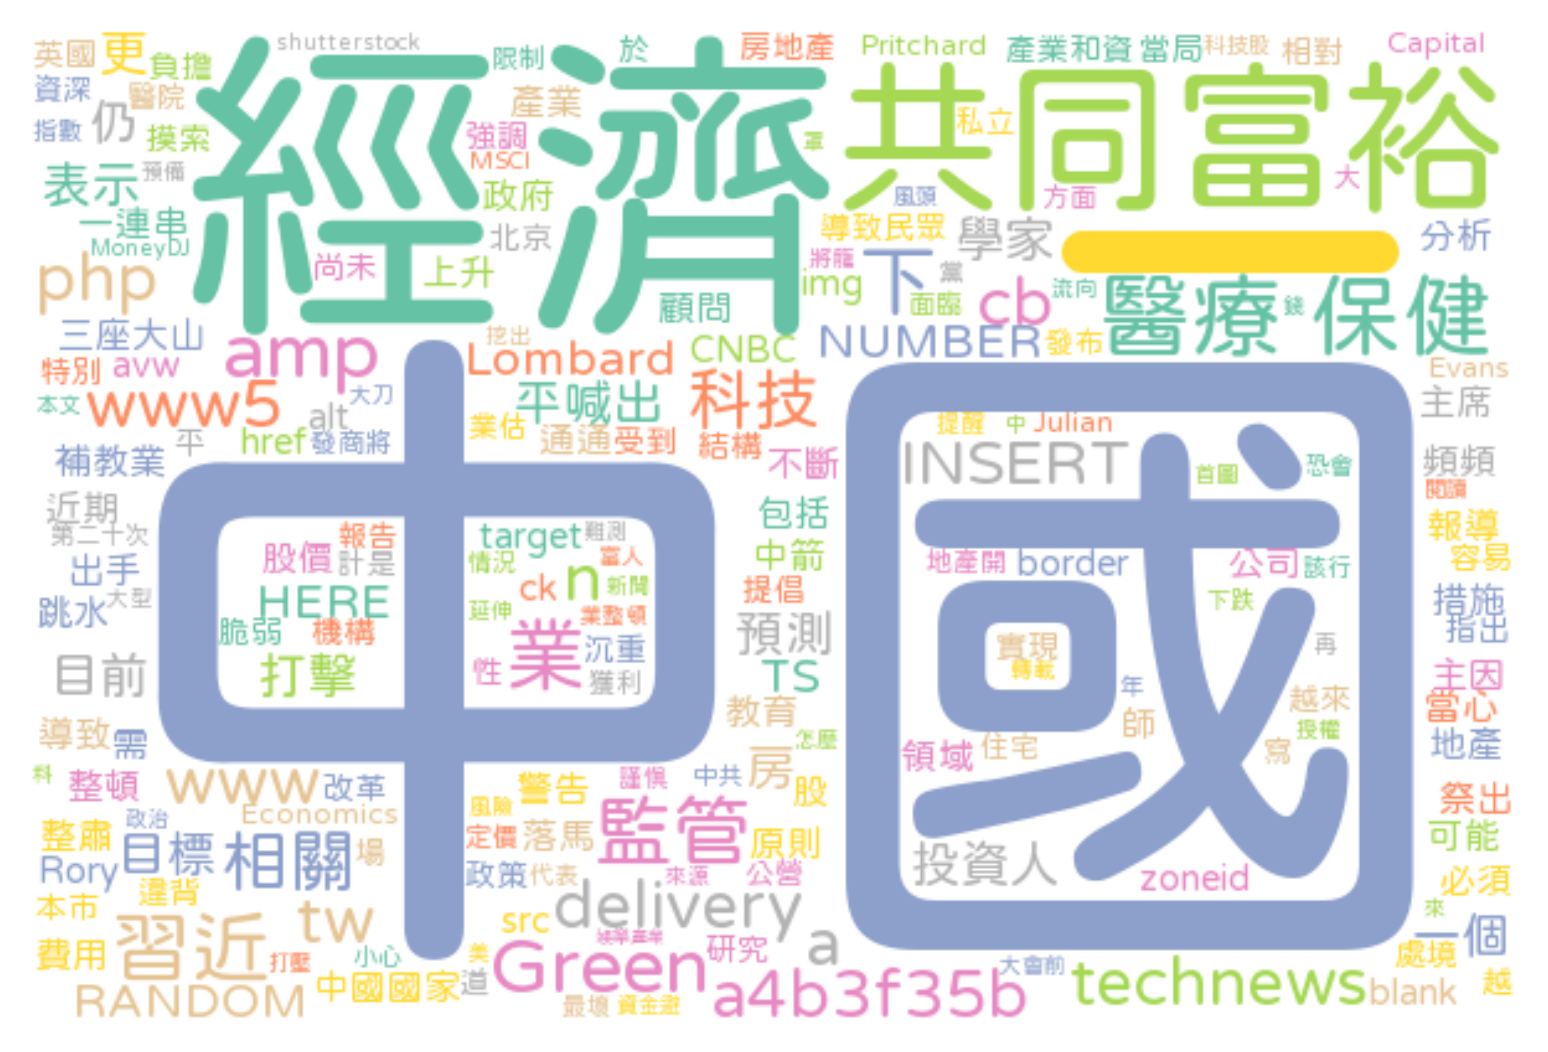 英國 更 負擔 shutterstock 限制 於 房地產 Pritchard 產業和資 當局 科技股 相對 Capital
資深 醫院 經濟 產業 共同富裕
指數 仍 摸索 強調 私立
表示 預備 MSCI 政府 風頭 方面 大
一連串 MoneyDJ 北京 導致民眾 學家 一 分析
php 尚未 上升 將罷 下 黨
img 面臨 cb 流向 醫療 錢 保健
三座大山 顧問 NUMBER 發布
amp 挖出 Lombard CNBC Evans
特別 avw 科技 主席
本文 www5 alt 大刀 平喊出
補教業 平 href 發商將 業估 通通 受到 結構 不斷 提醒 中 Julian
中國
INSERT 首圖 恐會 頻頻
近期 閱讀
第二十次 報告 target 難測 包括 報導
出手 股價 計是 情況 富人 中箭 地產開 border 公司 該行 容易
跳水 大型 HERE ck n 新聞 提倡 下跌 措施
延伸 業整頓 指出
脆弱 機構 業 沉重 預測 實現 再
目前 打擊 性 獲利 TS 轉載 年 主因
教育 師 越來 當心
導致 需 怎麼 領域 住宅 寫 授權 地產
料 整頓 www 改革 警告 謹慎 中共 房 股 祭出
政治 Economics 風險
整肅 目標 相關 場 定價 落馬 監管 原則 可能
Rory 政策 代表 來源 公營 投資人 zoneid
違背 必須
本市 習近 tw src delivery 來 一個
費用 打壓 小心 美 Green 研究 a 處境
RANDOM 中國國家 道 最壞 資金避 a4b3f35b 大會前 technews blank 越